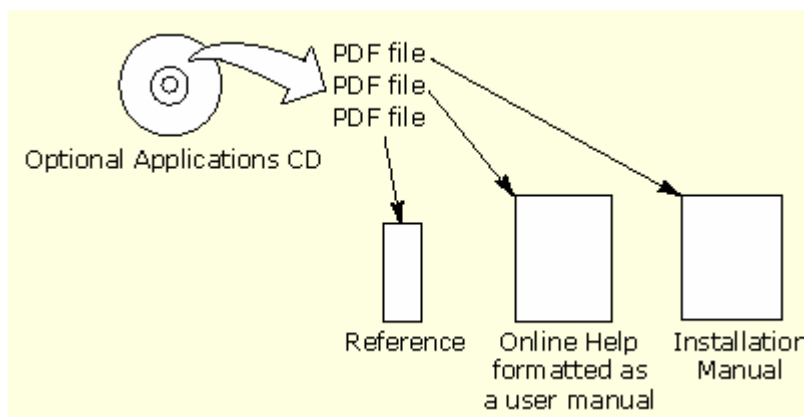 PDF file
PDF file
PDF file
Optional Applications CD
Reference
Online Help
formatted as
a user manual
Installation
Manual